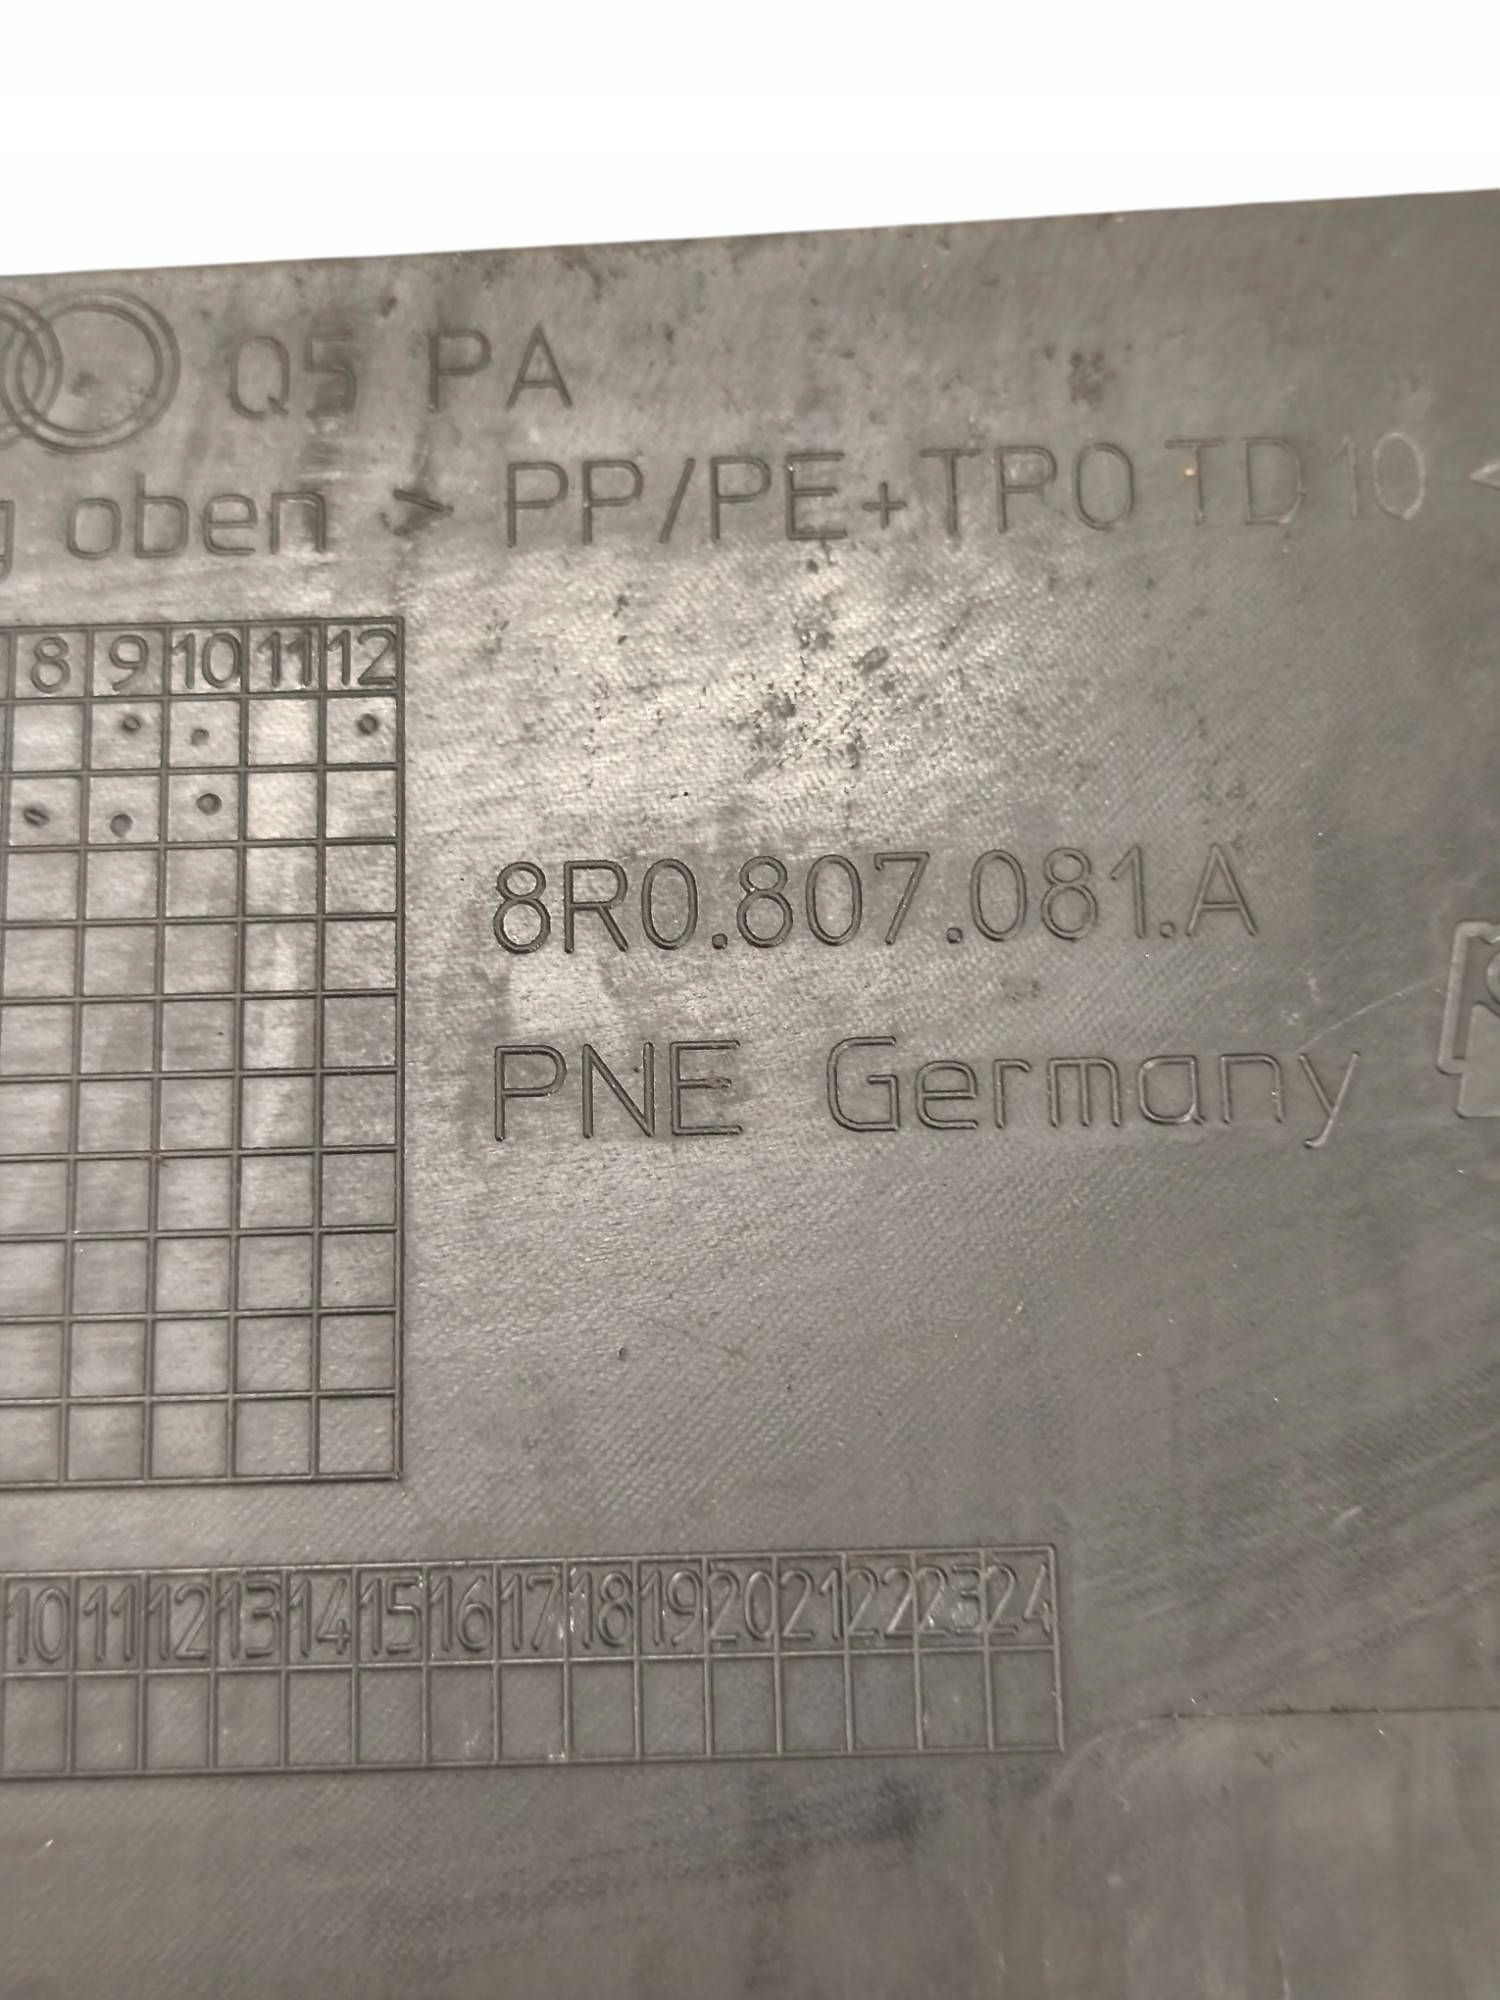 Q5 PA
g oben > PP/PE+TPO TD10 <
8 9 10 11 12
8R0.807.081.A
PNE Germany
10 11 12 13 14 15 16 17 18 19 20 21 22 23 24